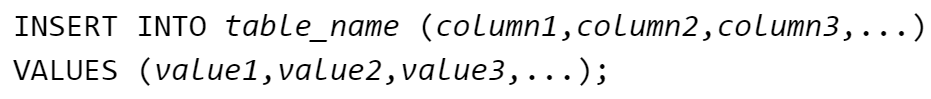 INSERT INTO table_name (column1,column2,column3,...)
VALUES (value1,value2,value3,...);